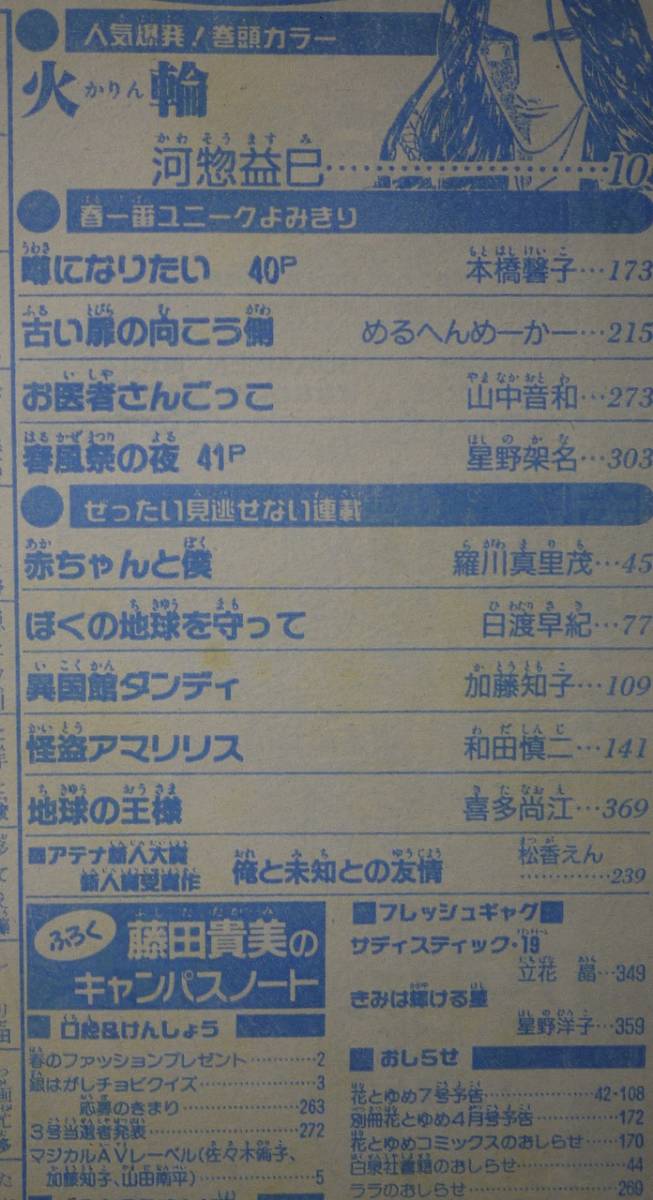 人気爆発!巻頭カラー
火輪
かりん
かわそうますみ
河惣益巳…………10
春一番ユニークよみきり
噂になりたい 40P 本橋馨子…173
古い扉の向こう側 めるへんめーかー…215
お医者さんごっこ 山中音和…273
春風祭の夜 41P 星野架名…303
ぜったい見逃せない連載
赤ちゃんと僕 羅川真里茂…45
ぼくの地球を守って 日渡早紀…77
異国館ダンディ 加藤知子…109
怪盗アマリリス 和田慎二…141
地球の王様 喜多尚江…369
アテナ新人大賞
新人賞受賞作 俺と未知との友情 松香えん
…………239
ふろく 藤田貴美の
キャンパスノート
口絵&けんしょう
春のファッションプレゼント…………2
銀はがしチョビクイズ…………3
応募のきまり…………263
3号当選者発表…………272
マジカルAVレーベル(佐々木倫子、
加藤知子、山田南平)…………5
フレッシュギャグ
サディスティック・19
立花 晶…349
きみは輝ける星
星野洋子…359
おしらせ
花とゆめ7号予告…………42・108
別冊花とゆめ4月号予告…………172
花とゆめコミックスのおしらせ……170
白泉社書籍のおしらせ…………44
ララのおしらせ…………260